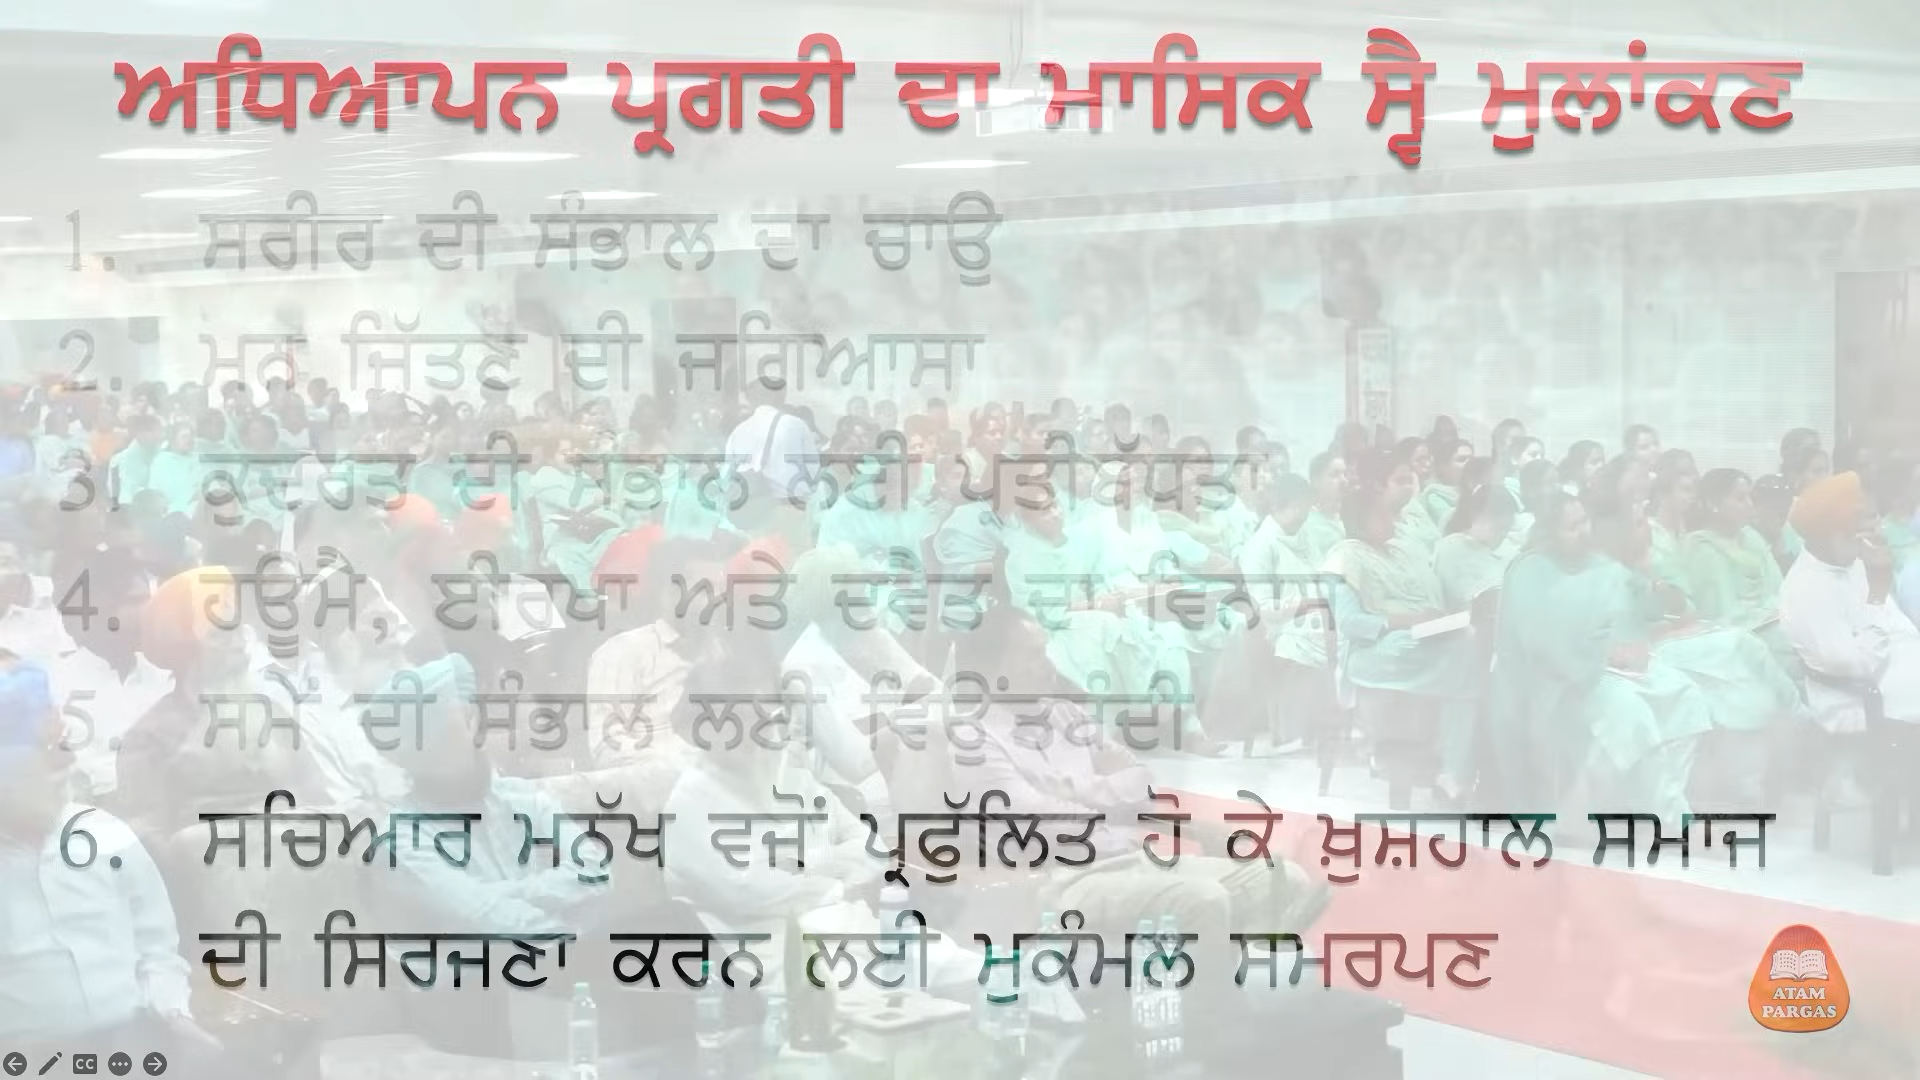 ਅਧਿਆਪਨ ਪ੍ਰਗਤੀ ਦਾ ਮਾਸਿਕ ਸ੍ਵੈ ਮੁਲਾਂਕਣ
1. ਸਰੀਰ ਦੀ ਸੰਭਾਲ ਦਾ ਚਾਉ
2. ਮਨ ਜਿੱਤਣ ਦੀ ਜਗਿਆਸਾ
3. ਕੁਦਰਤ ਦੀ ਸੰਭਾਲ ਲਈ ਪ੍ਰਤੀਬੱਧਤਾ
4. ਹਊਮੈ, ਈਰਖਾ ਅਤੇ ਦਵੈਤ ਦਾ ਵਿਨਾਸ਼
5. ਸਮੇਂ ਦੀ ਸੰਭਾਲ ਲਈ ਵਿਉਂਤਬੰਦੀ
6. ਸਚਿਆਰ ਮਨੁੱਖ ਵਜੋਂ ਪ੍ਰਫੁੱਲਿਤ ਹੋ ਕੇ ਖ਼ੁਸ਼ਹਾਲ ਸਮਾਜ
ਦੀ ਸਿਰਜਣਾ ਕਰਨ ਲਈ ਮੁਕੰਮਲ ਸਮਰਪਣ
ATAM
PARGAS
CC